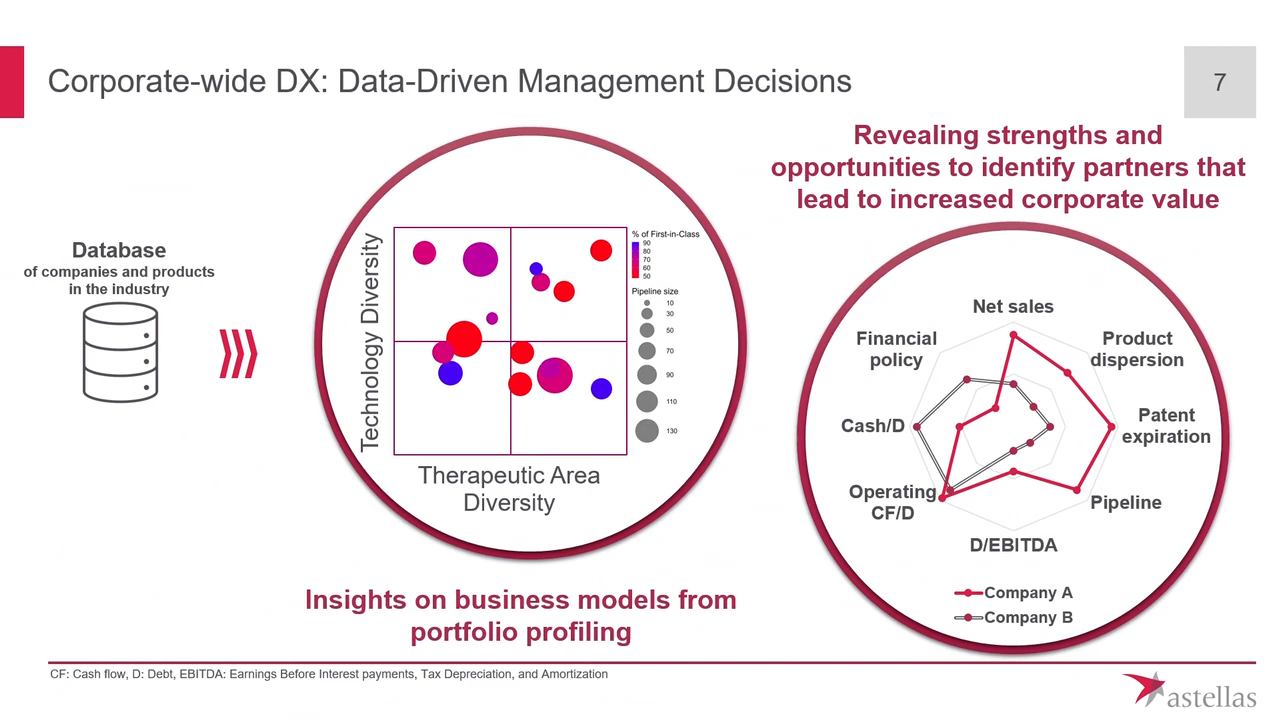 Corporate-wide DX: Data-Driven Management Decisions
7
Revealing strengths and
opportunities to identify partners that
lead to increased corporate value
Database
of companies and products
in the industry
Technology Diversity
Therapeutic Area
Diversity
% of First-in-Class
90
80
70
60
50
Pipeline size
10
30
50
70
90
110
130
Insights on business models from
portfolio profiling
Net sales
Product
dispersion
Patent
expiration
Pipeline
D/EBITDA
Operating
CF/D
Cash/D
Financial
policy
Company A
Company B
CF: Cash flow, D: Debt, EBITDA: Earnings Before Interest payments, Tax Depreciation, and Amortization
astellas